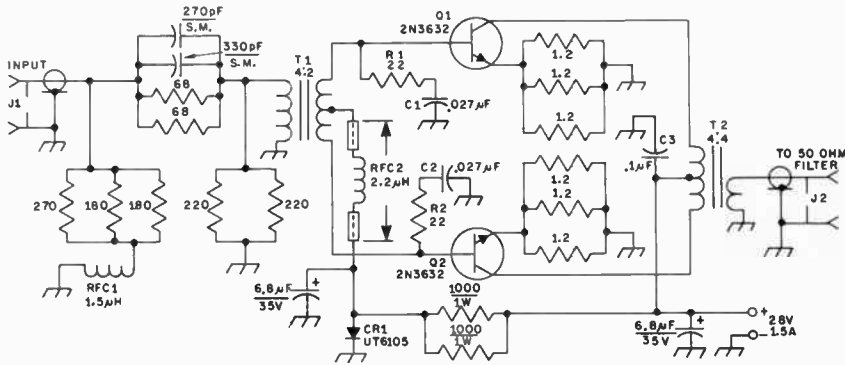 270pF
S.M.
330pF
S.M.
INPUT
J1
68
68
T1
4:2
R1
22
C1
.027µF
Q1
2N3632
1.2
1.2
1.2
C3
.1µF
T2
4:4
TO 50 OHM
FILTER
J2
270
180
180
220
220
RFC1
1.5µH
RFC2
2.2µH
C2
.027µF
R2
22
1.2
1.2
1.2
Q2
2N3632
6.8µF
35V
+
CR1
UT6105
1000
1W
1000
1W
6.8µF
35V
+
+
28V
1.5A
−